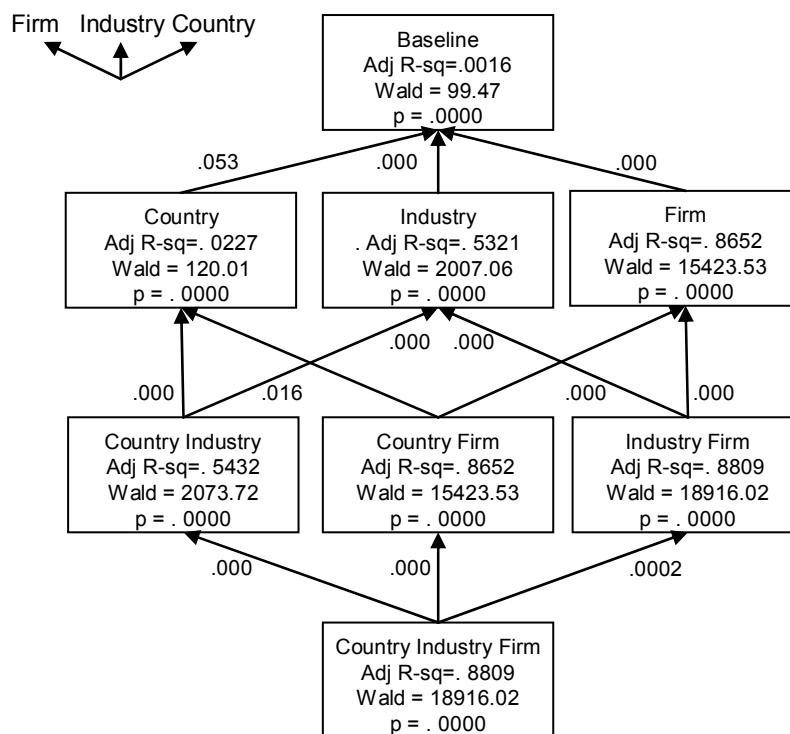 Firm Industry Country
Baseline
Adj R-sq=.0016
Wald = 99.47
p = .0000
.053
.000
.000
Country
Adj R-sq=. 0227
Wald = 120.01
p = . 0000
Industry
. Adj R-sq=. 5321
Wald = 2007.06
p = . 0000
Firm
Adj R-sq=. 8652
Wald = 15423.53
p = . 0000
.000
.000
.000
.016
.000
.000
Country Industry
Adj R-sq=. 5432
Wald = 2073.72
p = . 0000
Country Firm
Adj R-sq=. 8652
Wald = 15423.53
p = . 0000
Industry Firm
Adj R-sq=. 8809
Wald = 18916.02
p = . 0000
.000
.000
.0002
Country Industry Firm
Adj R-sq=. 8809
Wald = 18916.02
p = . 0000